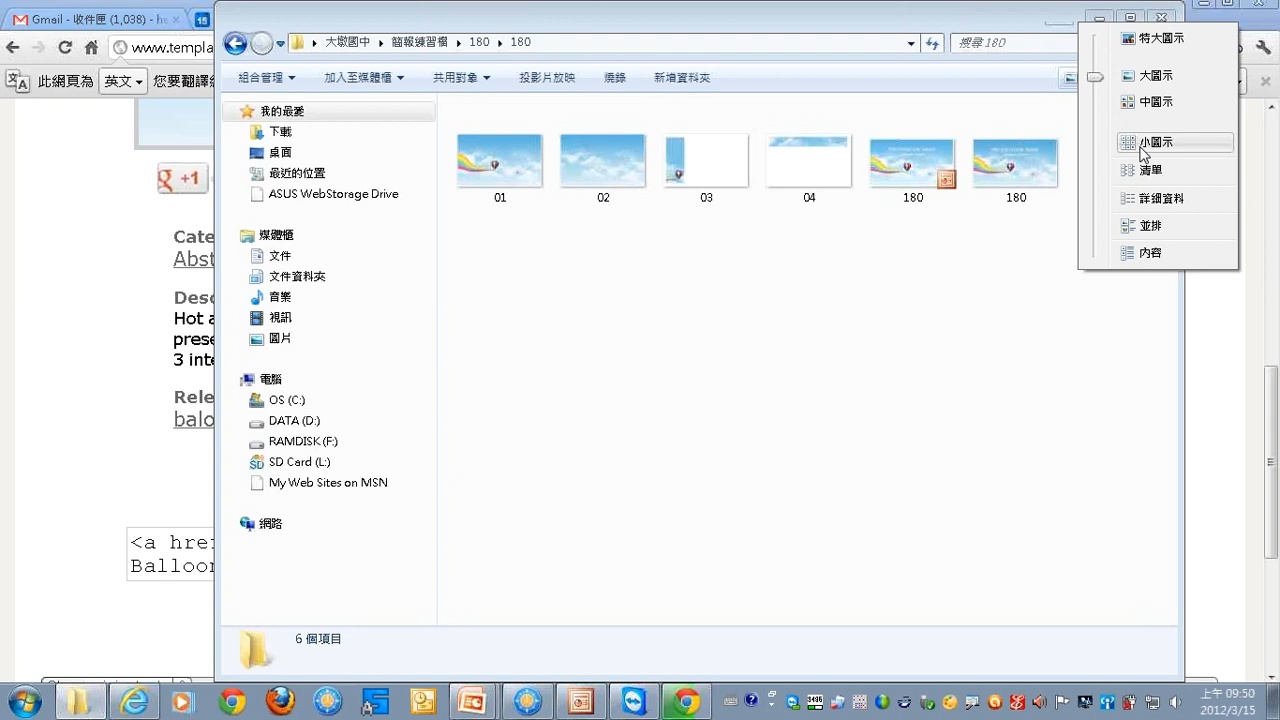 Gmail - 收件匣 (1,038) - he
15
www.templa
此網頁為
英文
您要翻譯
+1
Cate
Abst
Desc
Hot a
prese
3 inte
Rele
balo
<a href
Balloon
大墩國中
簡報練習檔
180
180
搜尋 180
組合管理
加入至媒體櫃
共用對象
投影片放映
燒錄
新增資料夾
我的最愛
下載
桌面
最近的位置
ASUS WebStorage Drive
媒體櫃
文件
文件資料夾
音樂
視訊
圖片
電腦
OS (C:)
DATA (D:)
RAMDISK (F:)
SD Card (L:)
My Web Sites on MSN
網路
01
02
03
04
180
180
特大圖示
大圖示
中圖示
小圖示
清單
詳細資料
並排
內容
6 個項目
上午 09:50
2012/3/15